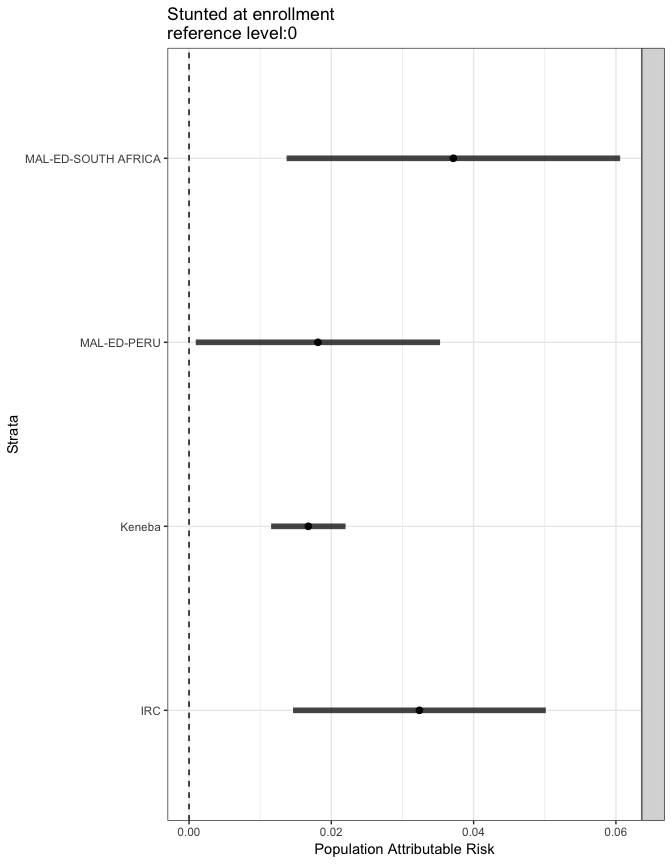 Stunted at enrollment
reference level:0
MAL-ED-SOUTH AFRICA
MAL-ED-PERU
Strata
Keneba
IRC
0.00 0.02 0.04 0.06
Population Attributable Risk